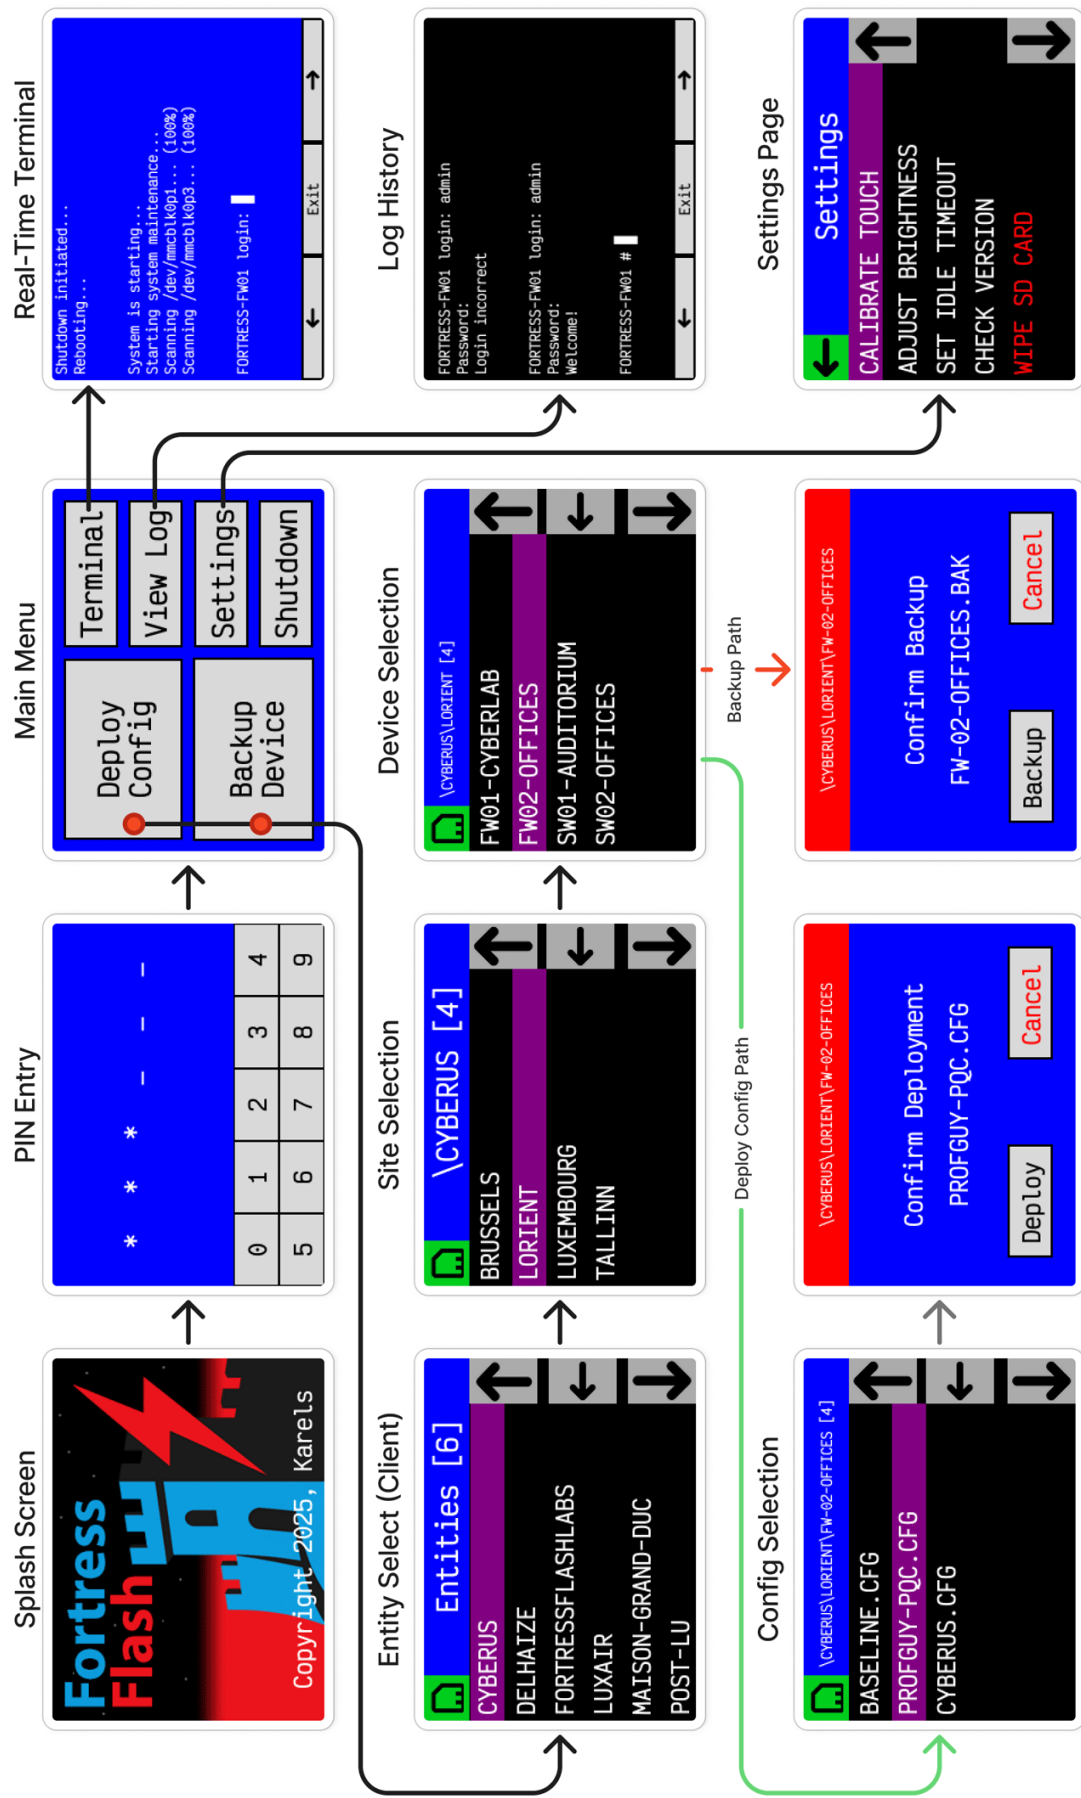 Splash Screen
Fortress
Flash
Copyright 2025, Karels
PIN Entry
* * * _ _ _
0 1 2 3 4
5 6 7 8 9
Main Menu
Deploy
Config
Backup
Device
Terminal
View Log
Settings
Shutdown
Real-Time Terminal
Shutdown initiated...
Rebooting...
System is starting...
Starting system maintenance...
Scanning /dev/mmcblk0p1... (100%)
Scanning /dev/mmcblk0p3... (100%)
FORTRESS-FW01 login:
← Exit →
Entity Select (Client)
Entities [6]
CYBERUS
DELHAIZE
FORTRESSFLASHLABS
LUXAIR
MAISON-GRAND-DUC
POST-LU
Site Selection
\CYBERUS [4]
BRUSSELS
LORIENT
LUXEMBOURG
TALLINN
Device Selection
\CYBERUS\LORIENT [4]
FW01-CYBERLAB
FW02-OFFICES
SW01-AUDITORIUM
SW02-OFFICES
Log History
FORTRESS-FW01 login: admin
Password:
Login incorrect
FORTRESS-FW01 login: admin
Password:
Welcome!
FORTRESS-FW01 #
← Exit →
Deploy Config Path
Backup Path
Config Selection
\CYBERUS\LORIENT\FW-02-OFFICES [4]
BASELINE.CFG
PROFGUY-PQC.CFG
CYBERUS.CFG
\CYBERUS\LORIENT\FW-02-OFFICES
Confirm Deployment
PROFGUY-PQC.CFG
Deploy
Cancel
\CYBERUS\LORIENT\FW-02-OFFICES
Confirm Backup
FW-02-OFFICES.BAK
Backup
Cancel
Settings Page
Settings
CALIBRATE TOUCH
ADJUST BRIGHTNESS
SET IDLE TIMEOUT
CHECK VERSION
WIPE SD CARD